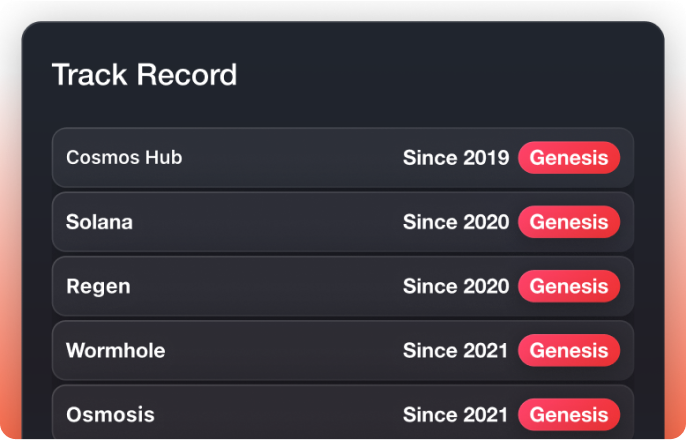 Track Record
Cosmos Hub Since 2019 Genesis
Solana Since 2020 Genesis
Regen Since 2020 Genesis
Wormhole Since 2021 Genesis
Osmosis Since 2021 Genesis